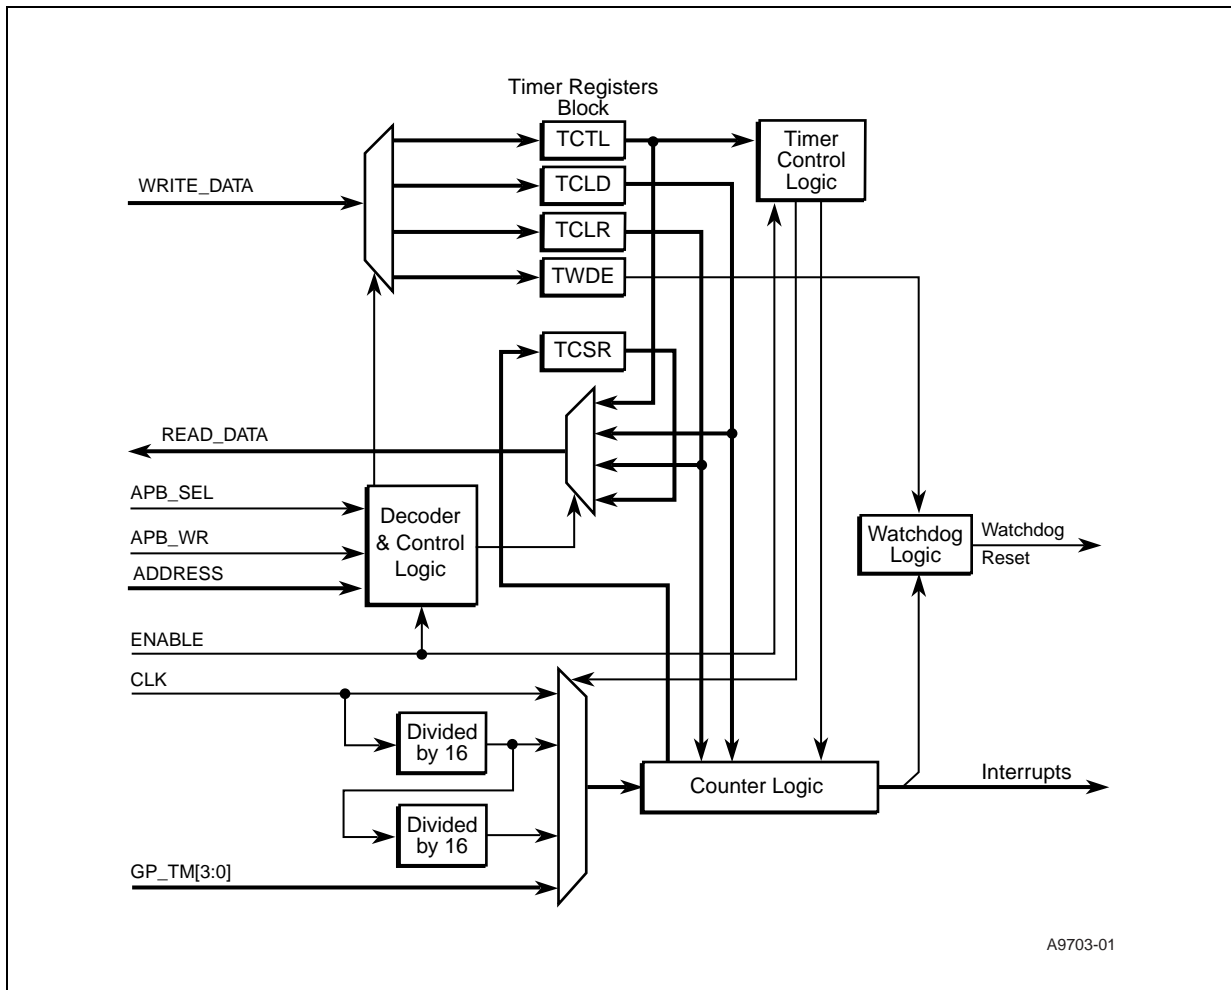 Timer Registers
Block
TCTL
Timer
Control
Logic
WRITE_DATA
TCLD
TCLR
TWDE
TCSR
READ_DATA
APB_SEL
Decoder
& Control
Logic
APB_WR
ADDRESS
Watchdog
Logic
Watchdog
Reset
ENABLE
CLK
Divided
by 16
Counter Logic
Interrupts
Divided
by 16
GP_TM[3:0]
A9703-01